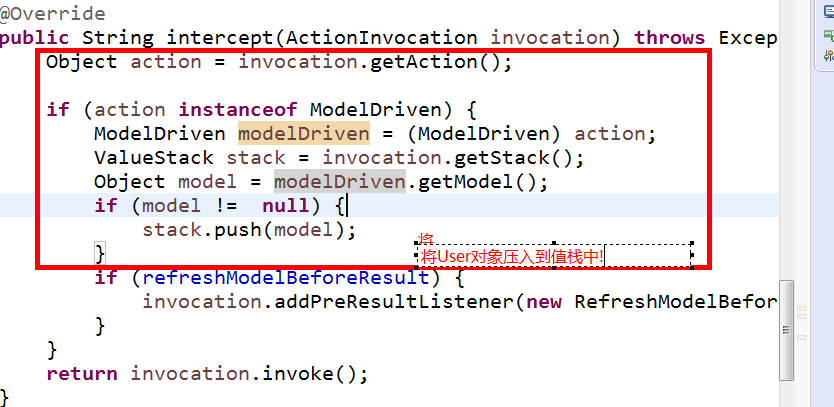 @Override
public String intercept(ActionInvocation invocation) throws Excep
Object action = invocation.getAction();
if (action instanceof ModelDriven) {
ModelDriven modelDriven = (ModelDriven) action;
ValueStack stack = invocation.getStack();
Object model = modelDriven.getModel();
if (model !=  null) {
stack.push(model);
将
}
将User对象压入到值栈中!
if (refreshModelBeforeResult) {
invocation.addPreResultListener(new RefreshModelBefo
}
}
return invocation.invoke();
}